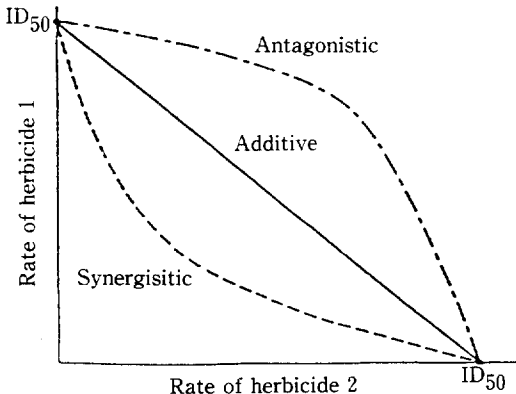 ID50
Antagonistic
Additive
Synergisitic
Rate of herbicide 1
Rate of herbicide 2
ID50